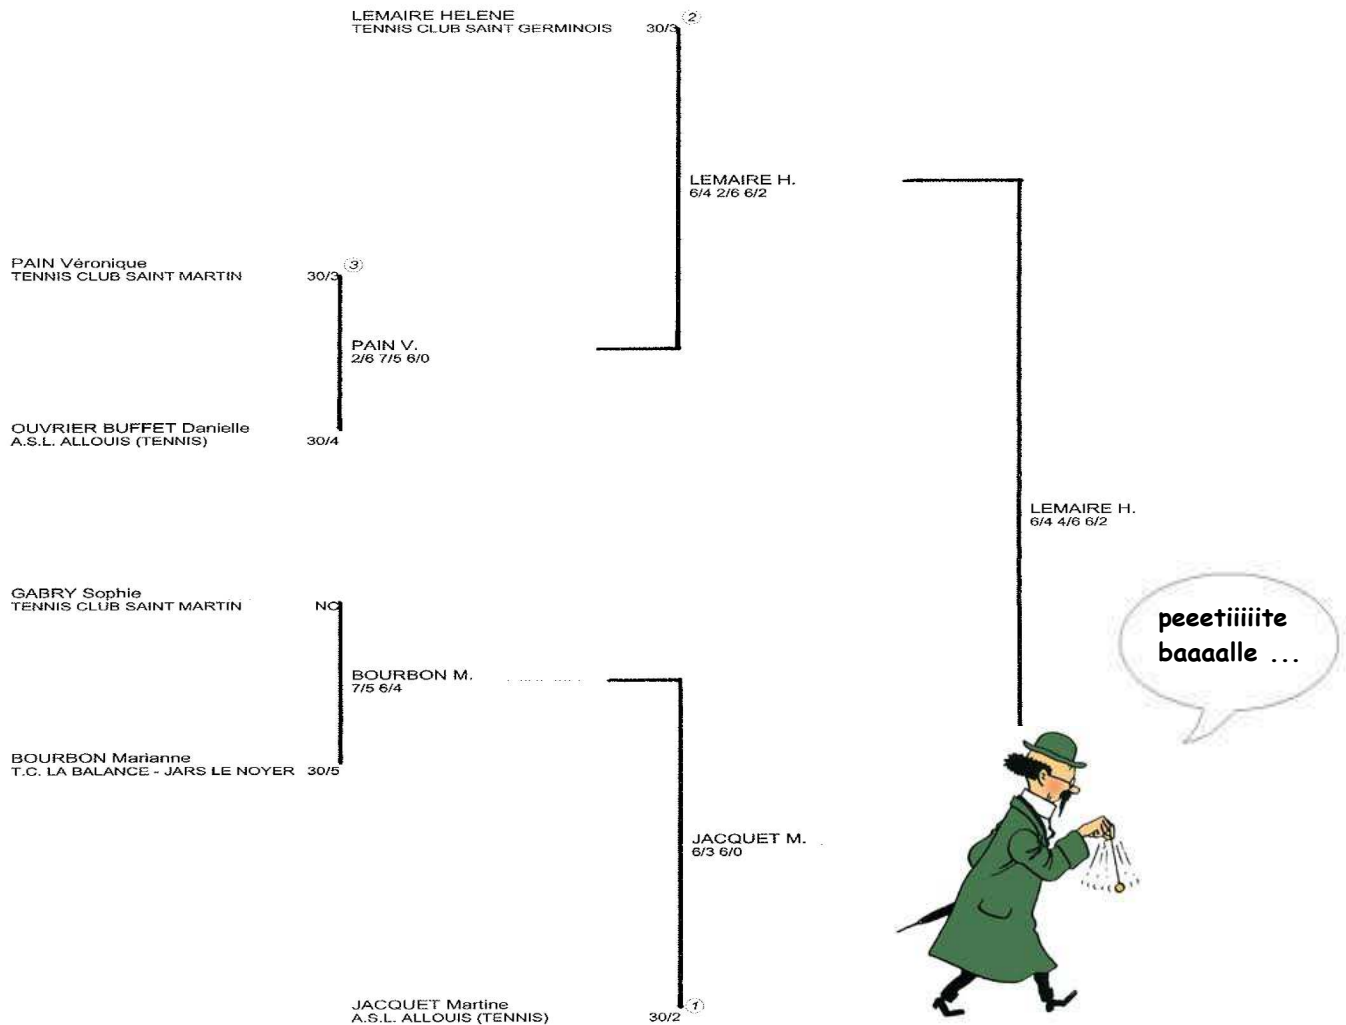 LEMAIRE HELENE
TENNIS CLUB SAINT GERMINOIS 30/3 2
LEMAIRE H.
6/4 2/6 6/2
PAIN Véronique
TENNIS CLUB SAINT MARTIN 30/3 3
PAIN V.
2/6 7/5 6/0
OUVRIER BUFFET Danielle
A.S.L. ALLOUIS (TENNIS) 30/4
LEMAIRE H.
6/4 4/6 6/2
GABRY Sophie
TENNIS CLUB SAINT MARTIN NC
peeetiiiiite
baaaalle ...
BOURBON M.
7/5 6/4
BOURBON Marianne
T.C. LA BALANCE - JARS LE NOYER 30/5
JACQUET M.
6/3 6/0
JACQUET Martine
A.S.L. ALLOUIS (TENNIS) 30/2 1